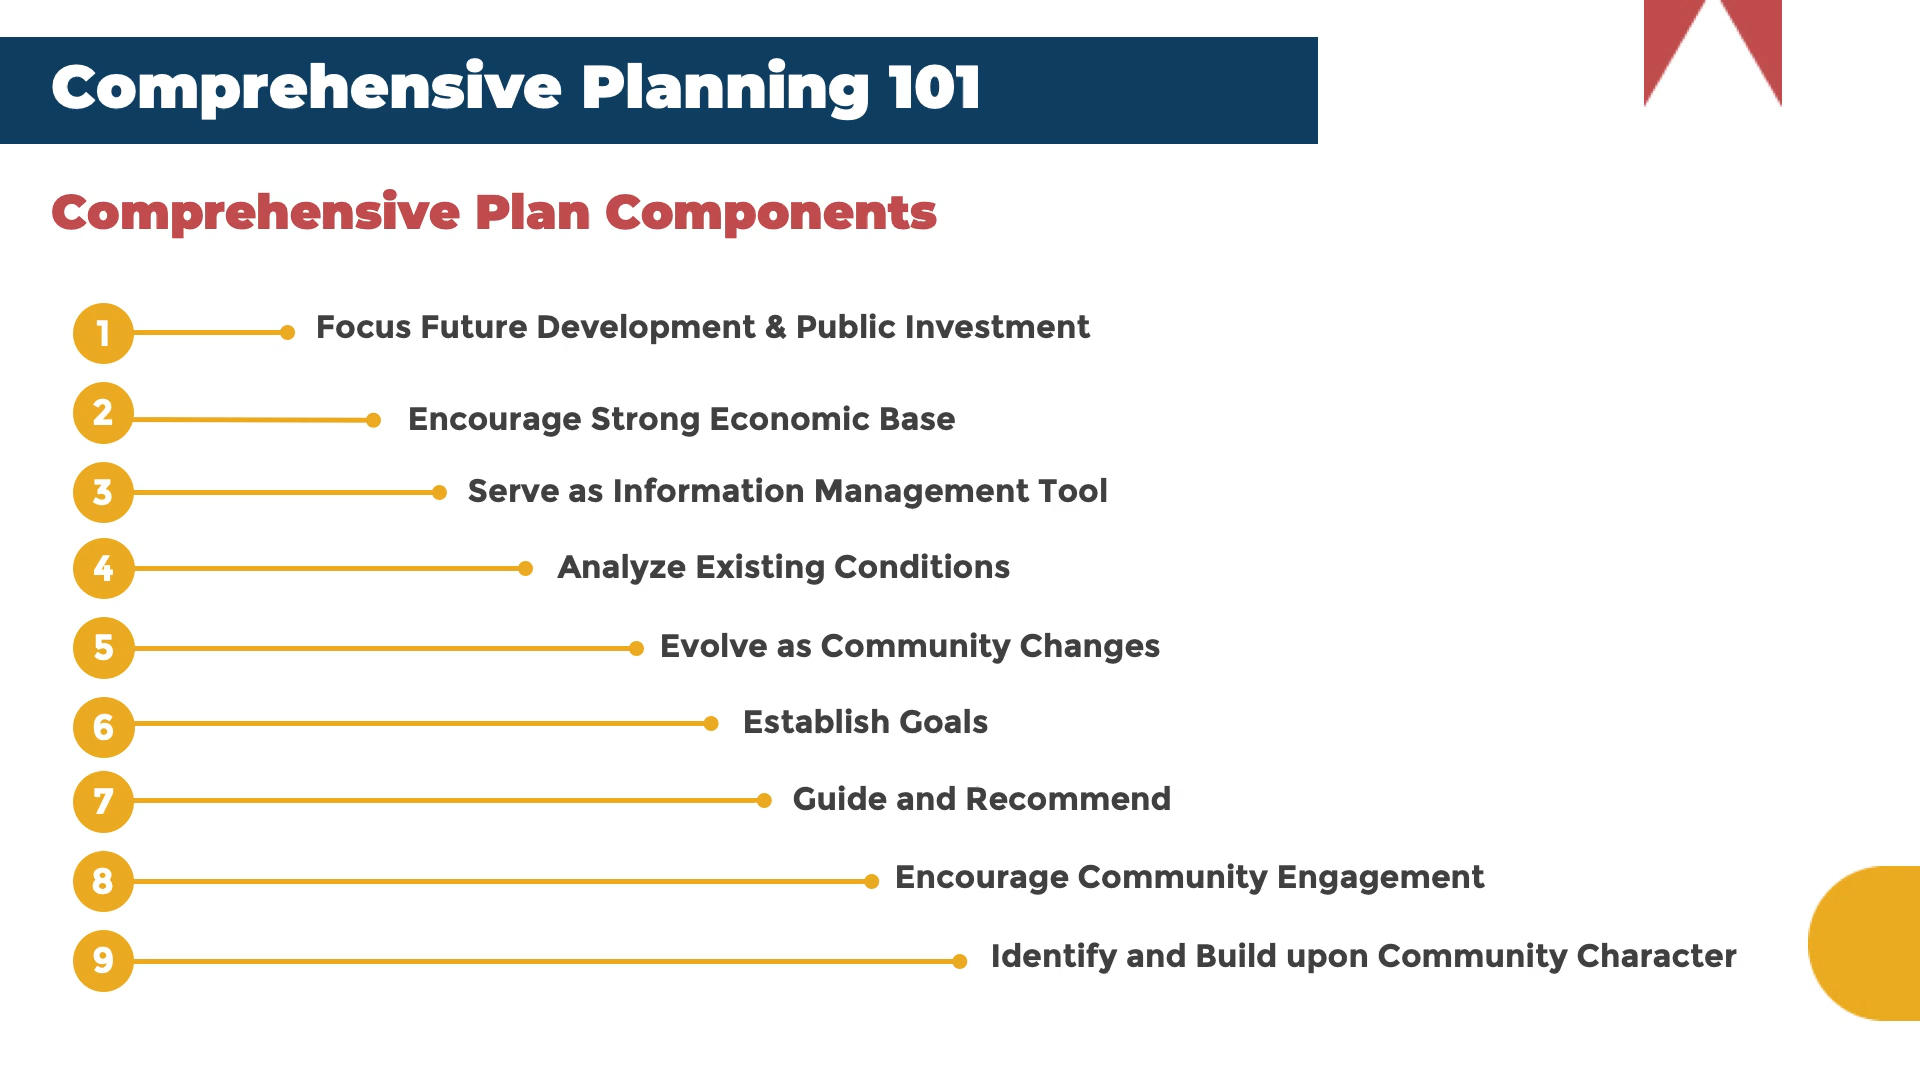 Comprehensive Planning 101
Comprehensive Plan Components
1 Focus Future Development & Public Investment
2 Encourage Strong Economic Base
3 Serve as Information Management Tool
4 Analyze Existing Conditions
5 Evolve as Community Changes
6 Establish Goals
7 Guide and Recommend
8 Encourage Community Engagement
9 Identify and Build upon Community Character